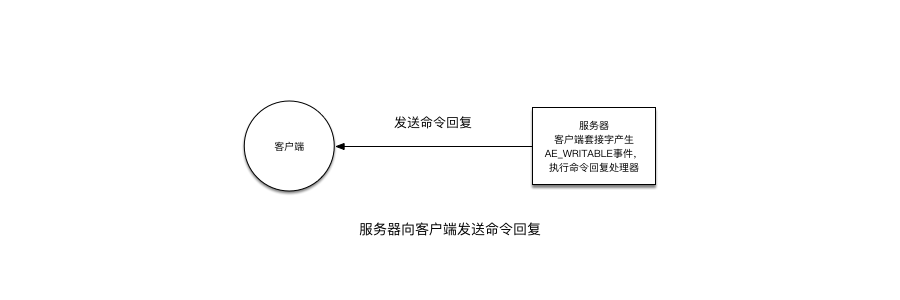 发送命令回复
客户端
服务器
客户端套接字产生
AE_WRITABLE事件，
执行命令回复处理器
服务器向客户端发送命令回复